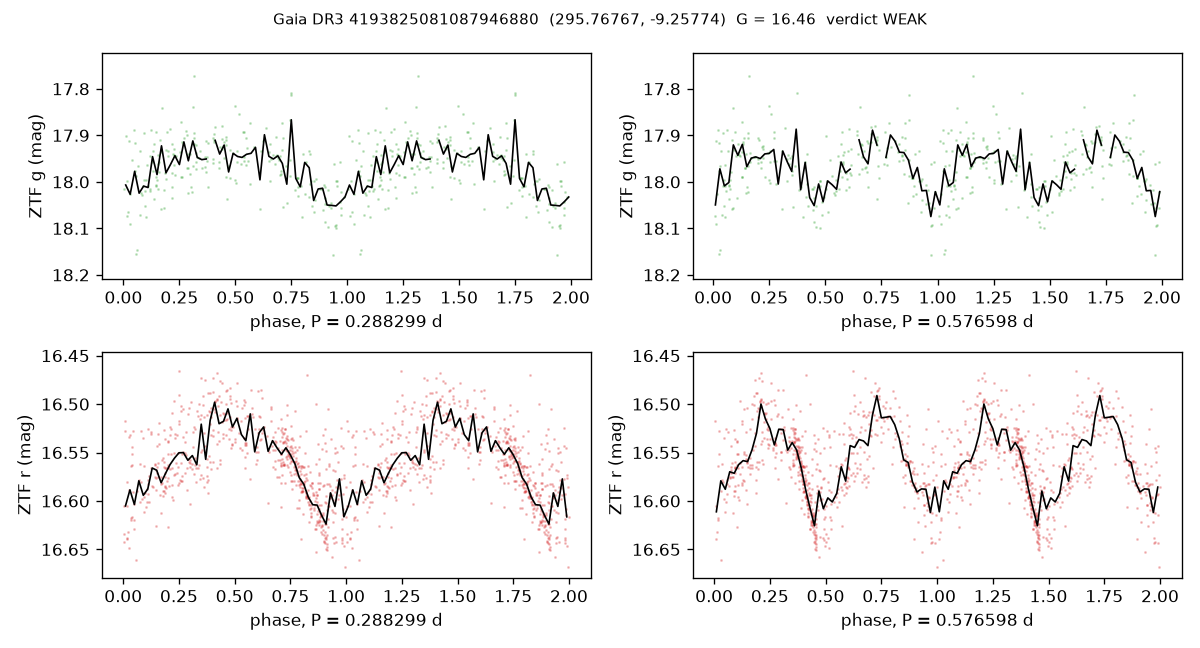 Gaia DR3 4193825081087946880  (295.76767, -9.25774)  G = 16.46  verdict WEAK
ZTF g (mag)
17.8
17.9
18.0
18.1
18.2
0.00 0.25 0.50 0.75 1.00 1.25 1.50 1.75 2.00
phase, P = 0.288299 d
ZTF g (mag)
17.8
17.9
18.0
18.1
18.2
0.00 0.25 0.50 0.75 1.00 1.25 1.50 1.75 2.00
phase, P = 0.576598 d
ZTF r (mag)
16.45
16.50
16.55
16.60
16.65
0.00 0.25 0.50 0.75 1.00 1.25 1.50 1.75 2.00
phase, P = 0.288299 d
ZTF r (mag)
16.45
16.50
16.55
16.60
16.65
0.00 0.25 0.50 0.75 1.00 1.25 1.50 1.75 2.00
phase, P = 0.576598 d